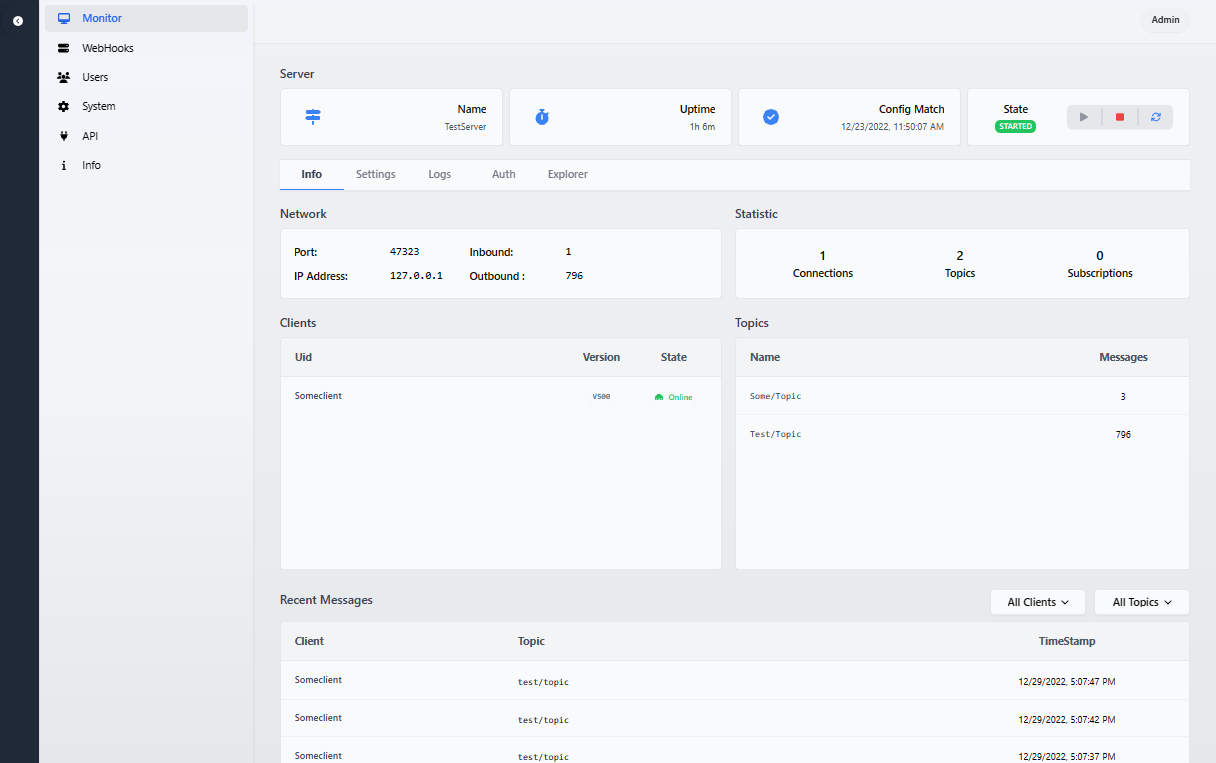 Monitor
WebHooks
Users
System
API
Info
Admin
Server
Name
TestServer
Uptime
1h 6m
Config Match
12/23/2022, 11:50:07 AM
State
STARTED
Info Settings Logs Auth Explorer
Network
Port: 47323 Inbound: 1
IP Address: 127.0.0.1 Outbound : 796
Statistic
1 2 0
Connections Topics Subscriptions
Clients
Uid Version State
Someclient V500 Online
Topics
Name Messages
Some/Topic 3
Test/Topic 796
Recent Messages
All Clients All Topics
Client Topic TimeStamp
Someclient test/topic 12/29/2022, 5:07:47 PM
Someclient test/topic 12/29/2022, 5:07:42 PM
Someclient test/topic 12/29/2022, 5:07:37 PM